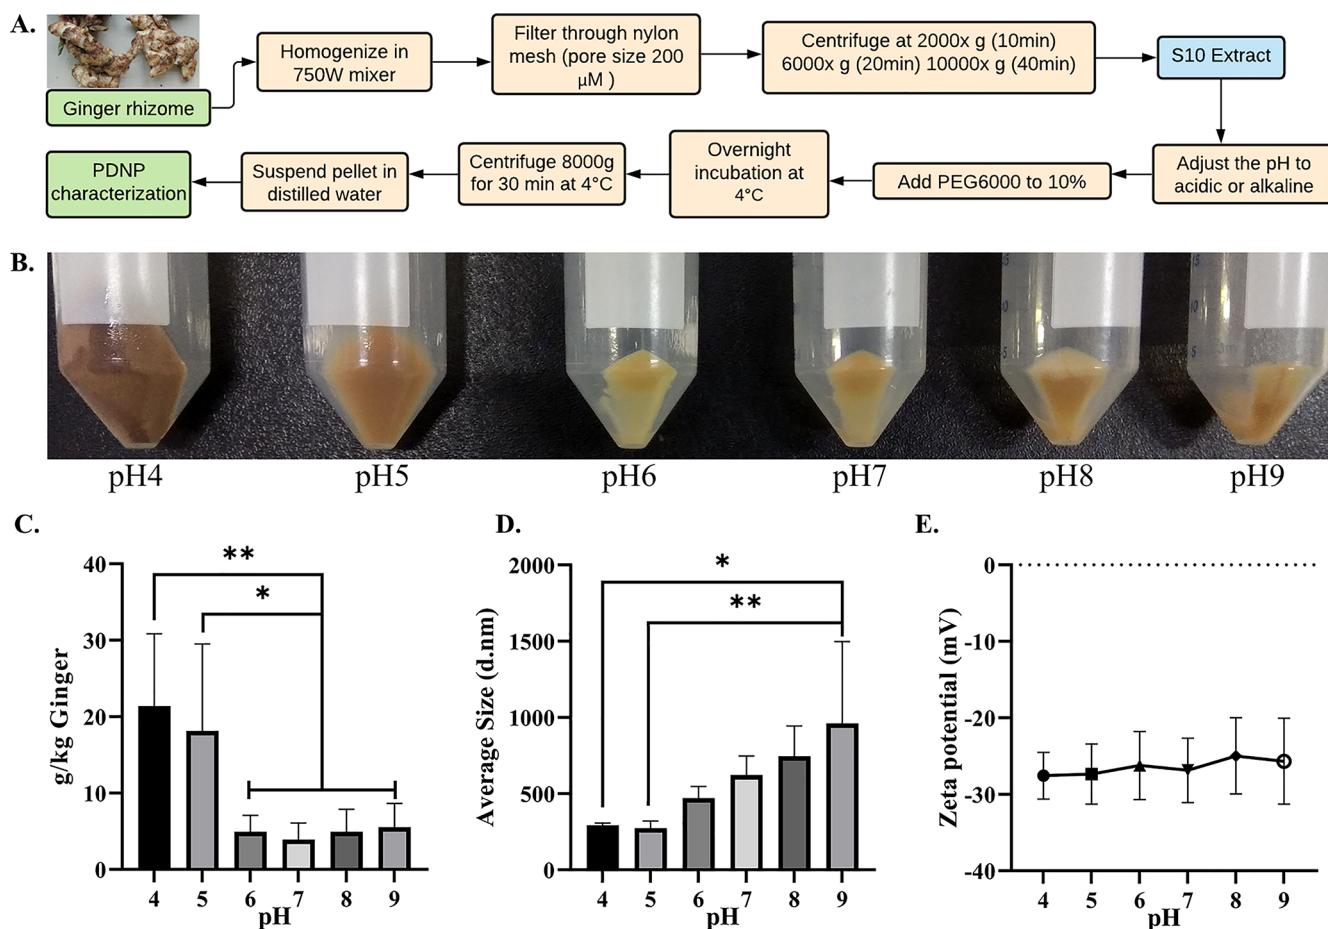 A.
Ginger rhizome
Homogenize in
750W mixer
Filter through nylon
mesh (pore size 200
µM )
Centrifuge at 2000x g (10min)
6000x g (20min) 10000x g (40min)
S10 Extract
Adjust the pH to
acidic or alkaline
Add PEG6000 to 10%
Overnight
incubation at
4°C
Centrifuge 8000g
for 30 min at 4°C
Suspend pellet in
distilled water
PDNP
characterization
B.
pH4 pH5 pH6 pH7 pH8 pH9
C.
g/kg Ginger
40
30
20
10
0
** 
*
4 5 6 7 8 9
pH
D.
Average Size (d.nm)
2000
1500
1000
500
0
*
**
4 5 6 7 8 9
pH
E.
Zeta potential (mV)
0
-10
-20
-30
-40
4 5 6 7 8 9
pH